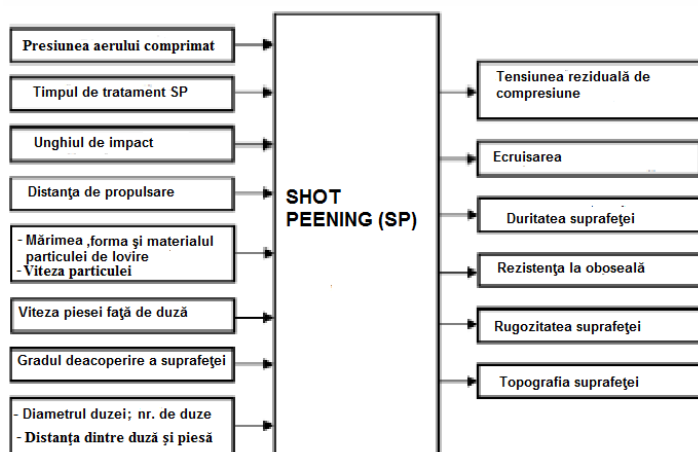 Presiunea aerului comprimat
Timpul de tratament SP
Unghiul de impact
Distanţa de propulsare
- Mărimea ,forma şi materialul
particulei de lovire
- Viteza particulei
Viteza piesei faţă de duză
Gradul deacoperire a suprafeţei
- Diametrul duzei; nr. de duze
- Distanţa dintre duză şi piesă
SHOT
PEENING (SP)
Tensiunea reziduală de
compresiune
Ecruisarea
Duritatea suprafeţei
Rezistenţa la oboseală
Rugozitatea suprafeţei
Topografia suprafeţei